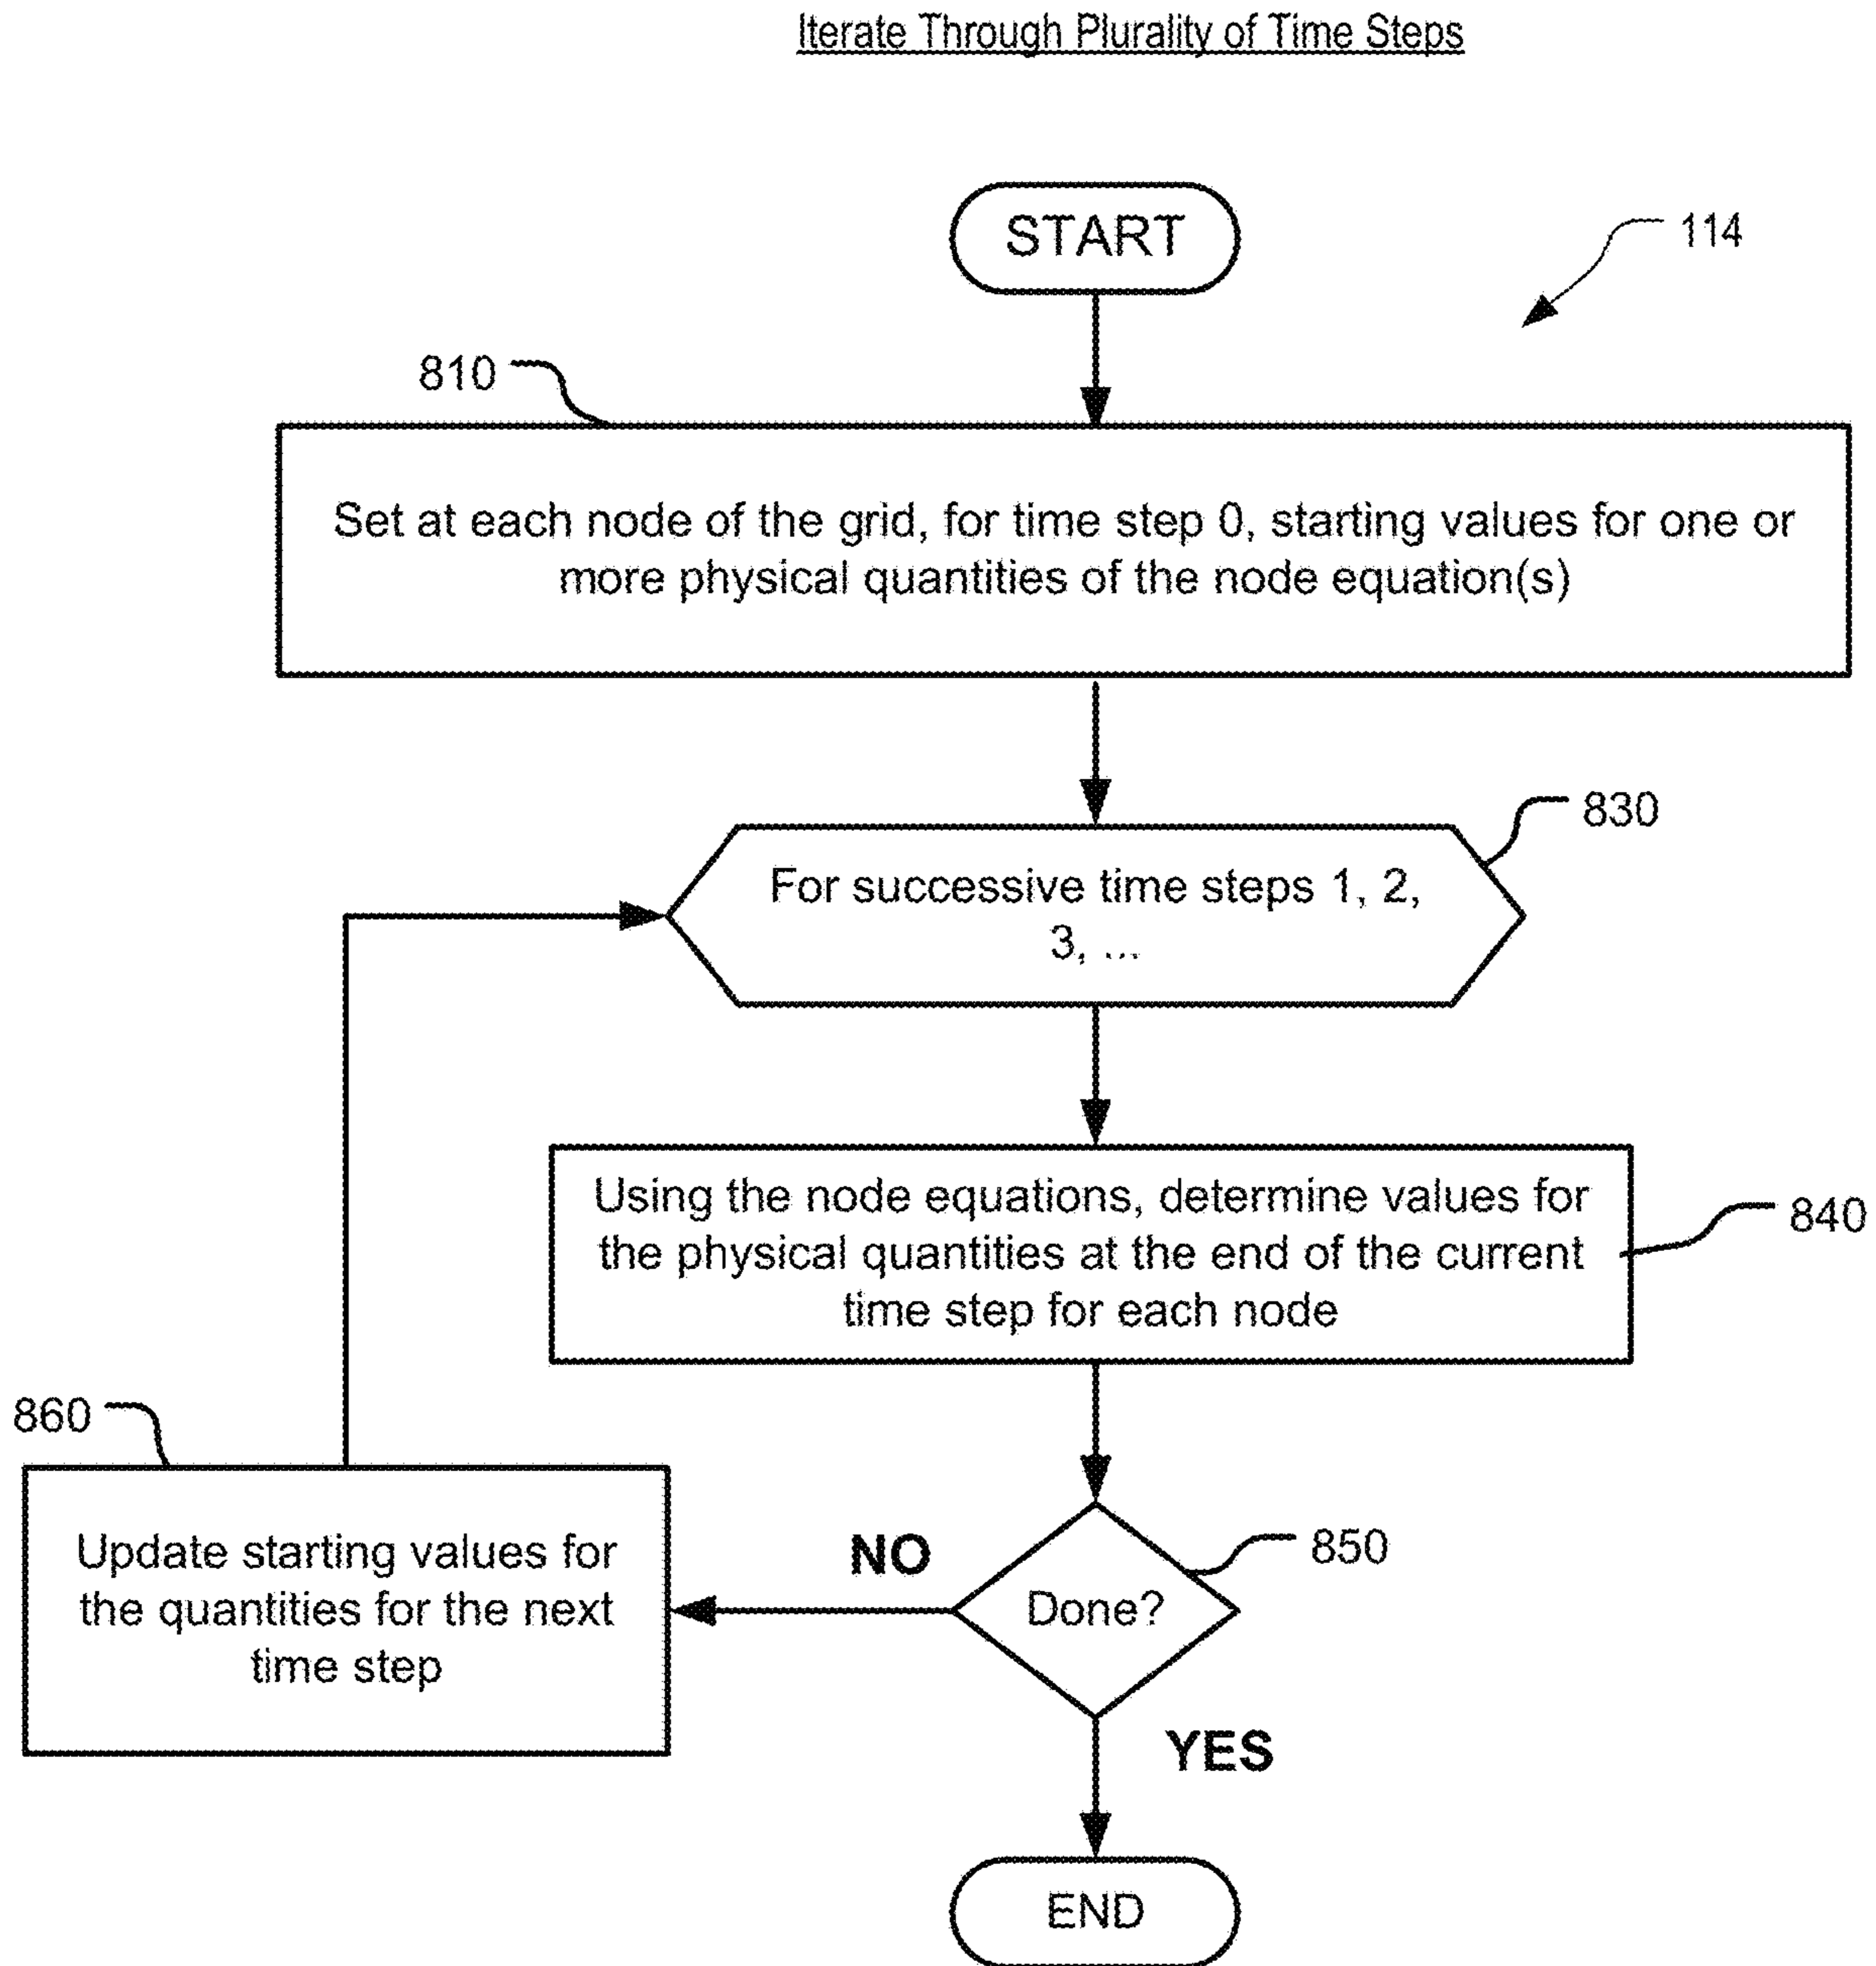 Iterate Through Plurality of Time Steps
START
114
810
Set at each node of the grid, for time step 0, starting values for one or
more physical quantities of the node equation(s)
830
For successive time steps 1, 2,
3, ...
Using the node equations, determine values for
the physical quantities at the end of the current
time step for each node
840
860
Update starting values for
the quantities for the next
time step
NO
Done?
850
YES
END